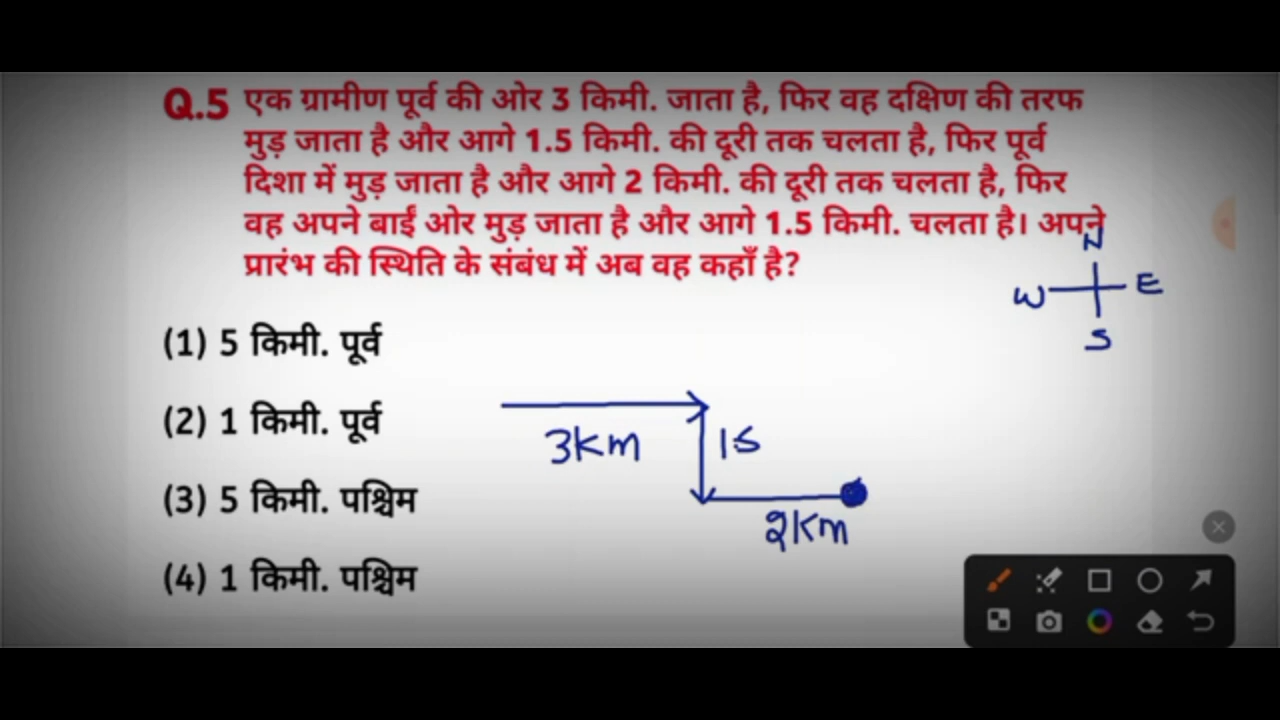 Q.5 एक ग्रामीण पूर्व की ओर 3 किमी. जाता है, फिर वह दक्षिण की तरफ
मुड़ जाता है और आगे 1.5 किमी. की दूरी तक चलता है, फिर पूर्व
दिशा में मुड़ जाता है और आगे 2 किमी. की दूरी तक चलता है, फिर
वह अपने बाईं ओर मुड़ जाता है और आगे 1.5 किमी. चलता है। अपने
प्रारंभ की स्थिति के संबंध में अब वह कहाँ है?
N
W E
S
(1) 5 किमी. पूर्व
(2) 1 किमी. पूर्व
(3) 5 किमी. पश्चिम
(4) 1 किमी. पश्चिम
3km
1.5
2km